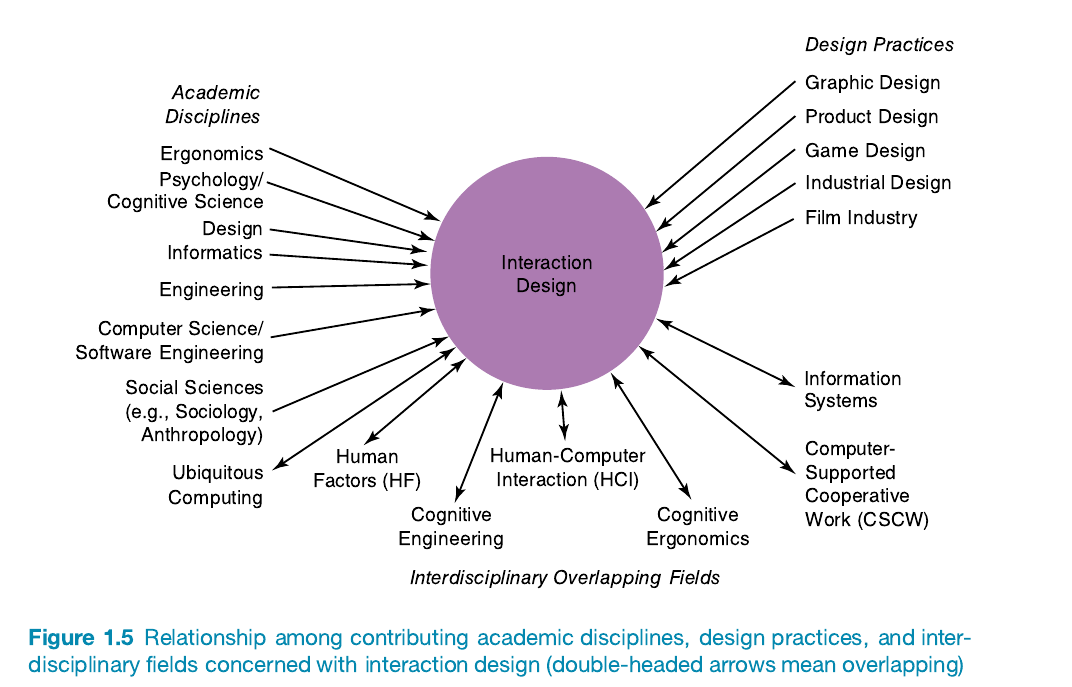 Academic
Disciplines
Ergonomics
Psychology/
Cognitive Science
Design
Informatics
Engineering
Computer Science/
Software Engineering
Social Sciences
(e.g., Sociology,
Anthropology)
Ubiquitous
Computing
Interaction
Design
Design Practices
Graphic Design
Product Design
Game Design
Industrial Design
Film Industry
Information
Systems
Computer-
Supported
Cooperative
Work (CSCW)
Human
Factors (HF)
Human-Computer
Interaction (HCI)
Cognitive
Engineering
Cognitive
Ergonomics
Interdisciplinary Overlapping Fields
Figure 1.5 Relationship among contributing academic disciplines, design practices, and inter-
disciplinary fields concerned with interaction design (double-headed arrows mean overlapping)